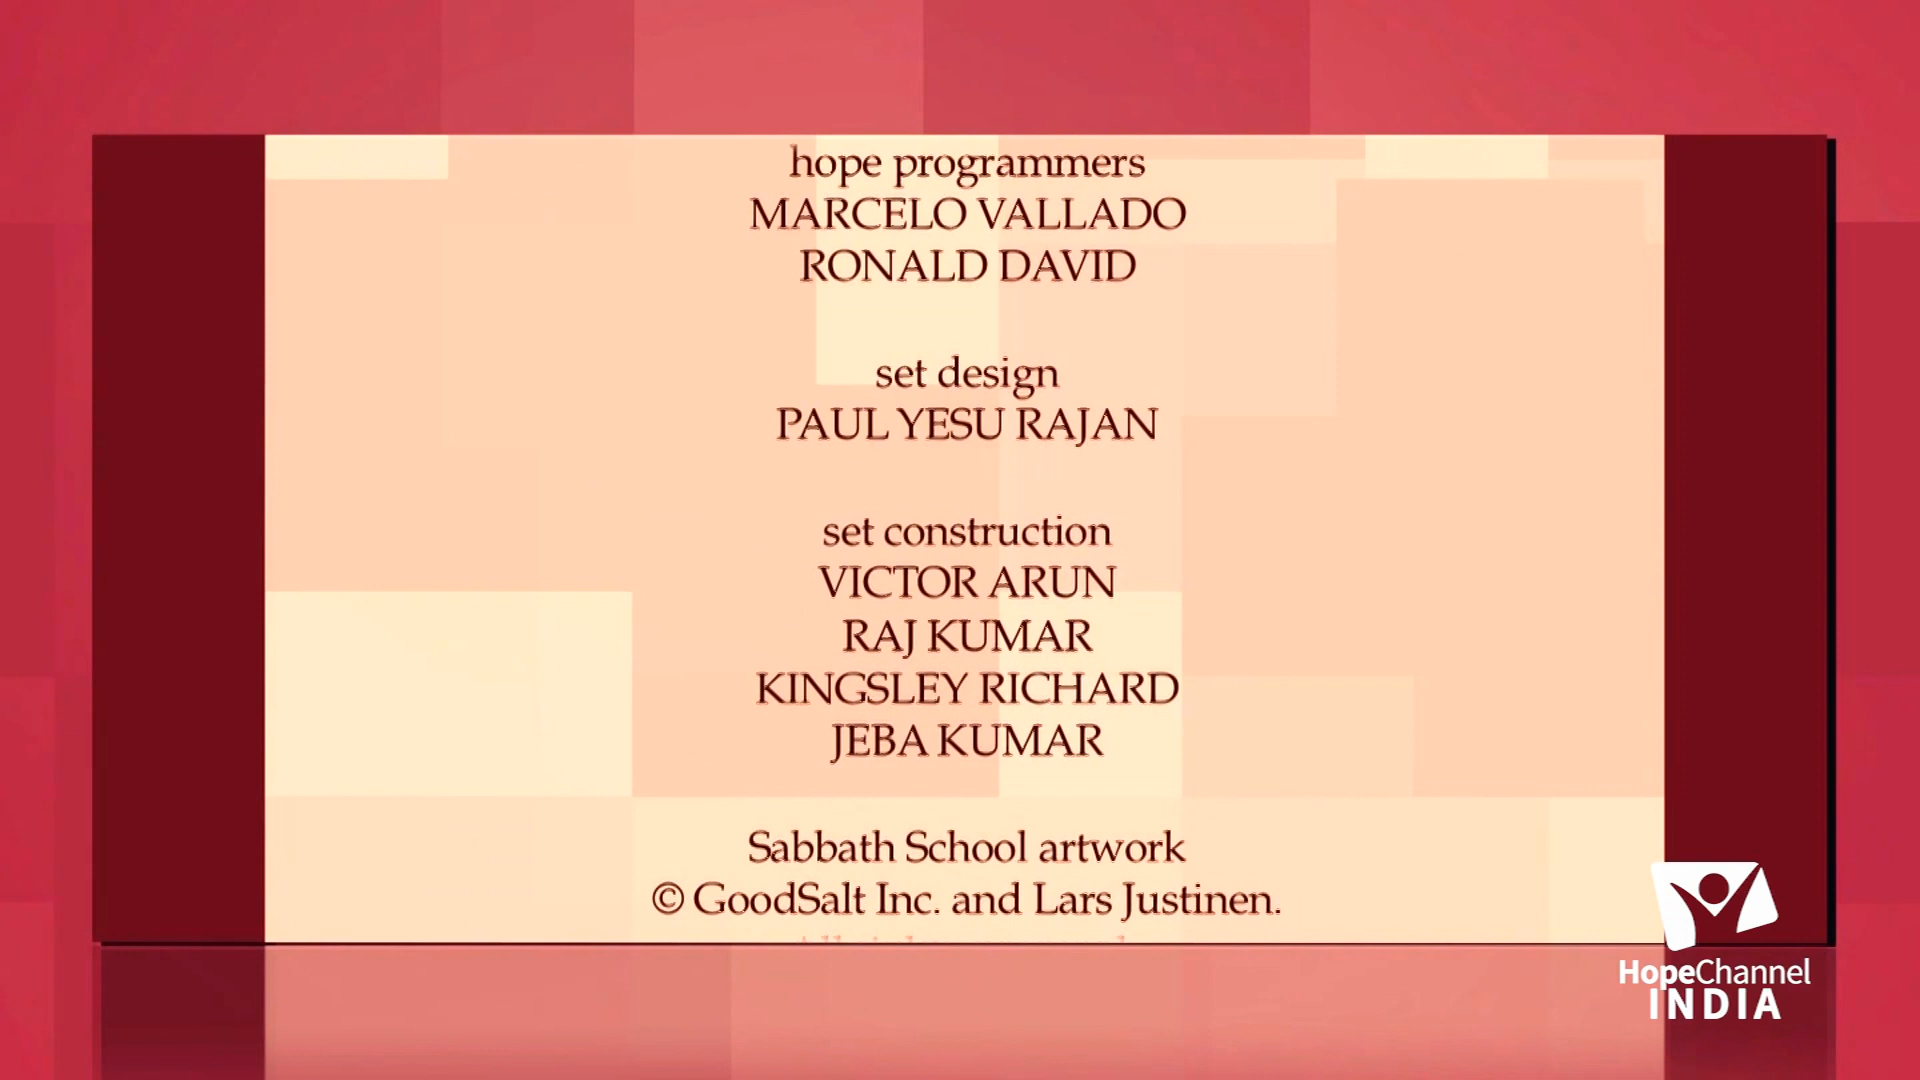 hope programmers
MARCELO VALLADO
RONALD DAVID
set design
PAUL YESU RAJAN
set construction
VICTOR ARUN
RAJ KUMAR
KINGSLEY RICHARD
JEBA KUMAR
Sabbath School artwork
© GoodSalt Inc. and Lars Justinen.
HopeChannel
INDIA